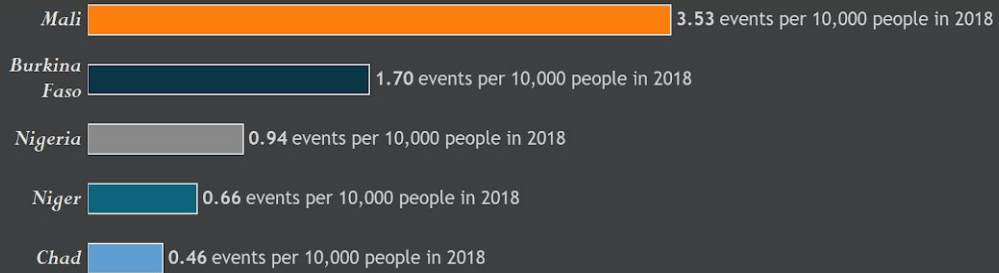 Mali
3.53 events per 10,000 people in 2018
Burkina
Faso
1.70 events per 10,000 people in 2018
Nigeria
0.94 events per 10,000 people in 2018
Niger
0.66 events per 10,000 people in 2018
Chad
0.46 events per 10,000 people in 2018